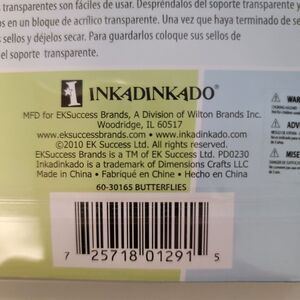 transparentes son fáciles de usar. Despréndalos del soporte transparente y
os en un bloque de acrílico transparente. Una vez que haya terminado de se
sellos y déjelos secar. Para guardarlos coloque sus sellos de
el soporte transparente.
INKADINKADO®
MFD for EKSuccess Brands, A Division of Wilton Brands Inc.
Woodridge, IL 60517
www.eksuccessbrands.com • www.inkadinkado.com
©2010 EK Success Ltd. All Rights Reserved.
EKSuccess Brands is a TM of EK Success Ltd. PD0230
Inkadinkado is a trademark of Dimensions Crafts LLC
Made in China • Fabriqué en Chine • Hecho en China
60-30165 BUTTERFLIES
7 25718 01291 5
WARN
ADV
MISE